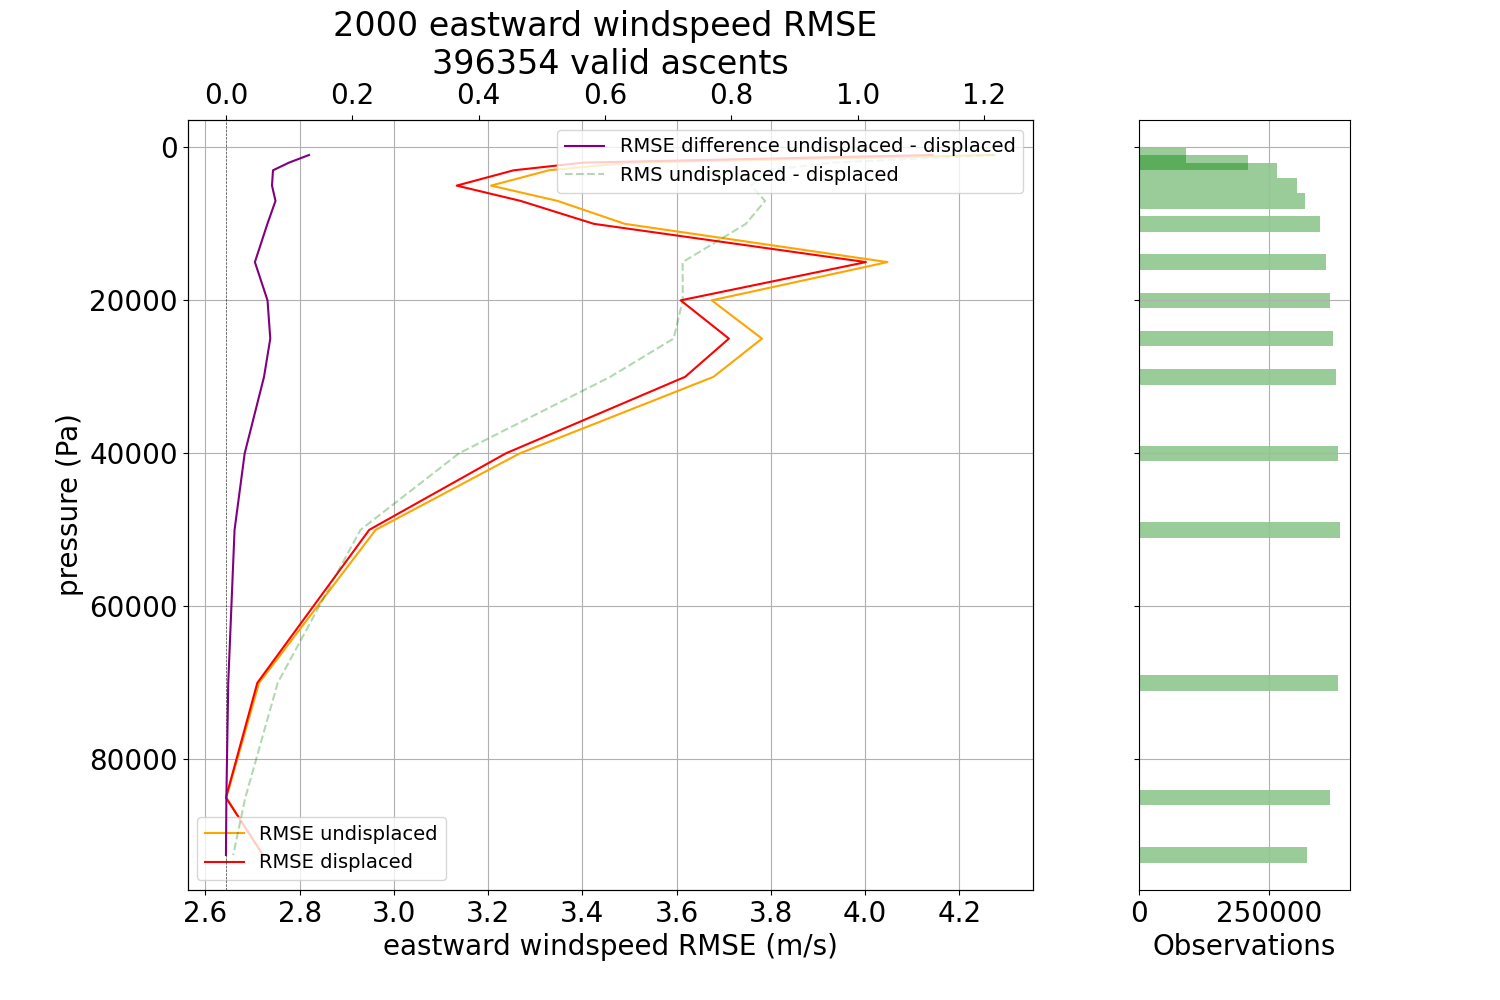 2000 eastward windspeed RMSE
396354 valid ascents
0.0 0.2 0.4 0.6 0.8 1.0 1.2
RMSE difference undisplaced - displaced
RMS undisplaced - displaced
0
20000
40000
60000
80000
pressure (Pa)
RMSE undisplaced
RMSE displaced
2.6 2.8 3.0 3.2 3.4 3.6 3.8 4.0 4.2
eastward windspeed RMSE (m/s)
0 250000
Observations